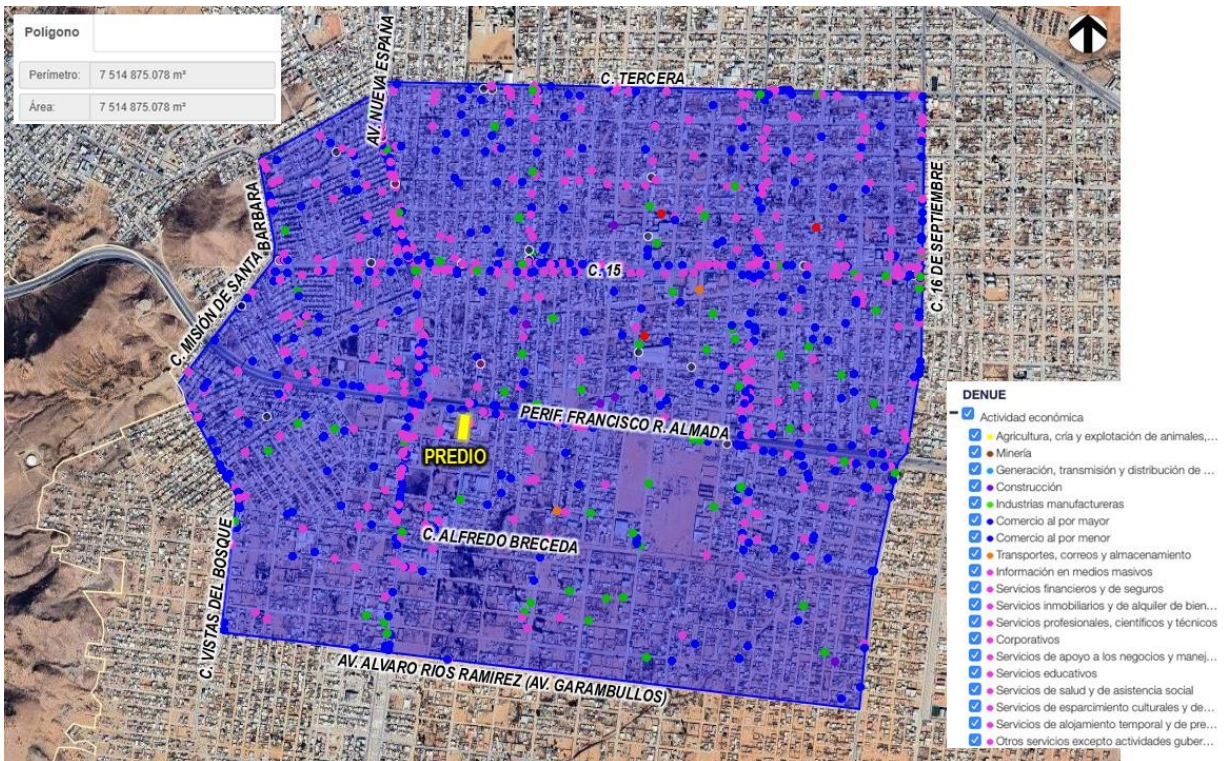 Polígono
Perímetro: 7 514 875.078 m²
Área: 7 514 875.078 m²
AV. NUEVA ESPAÑA
C. TERCERA
C. MISIÓN DE SANTA BÁRBARA
C. 16 DE SEPTIEMBRE
C. 15
PERIF. FRANCISCO R. ALMADA
PREDIO
C. ALFREDO BRECEDA
C. VISTAS DEL BOSQUE
AV. ALVARO RIOS RAMIREZ (AV. GARAMBULLOS)
DENUE
Actividad económica
Agricultura, cría y explotación de animales,...
Minería
Generación, transmisión y distribución de ...
Construcción
Industrias manufactureras
Comercio al por mayor
Comercio al por menor
Transportes, correos y almacenamiento
Información en medios masivos
Servicios financieros y de seguros
Servicios inmobiliarios y de alquiler de bien...
Servicios profesionales, científicos y técnicos
Corporativos
Servicios de apoyo a los negocios y manej...
Servicios educativos
Servicios de salud y de asistencia social
Servicios de esparcimiento culturales y de...
Servicios de alojamiento temporal y de pre...
Otros servicios excepto actividades guber...